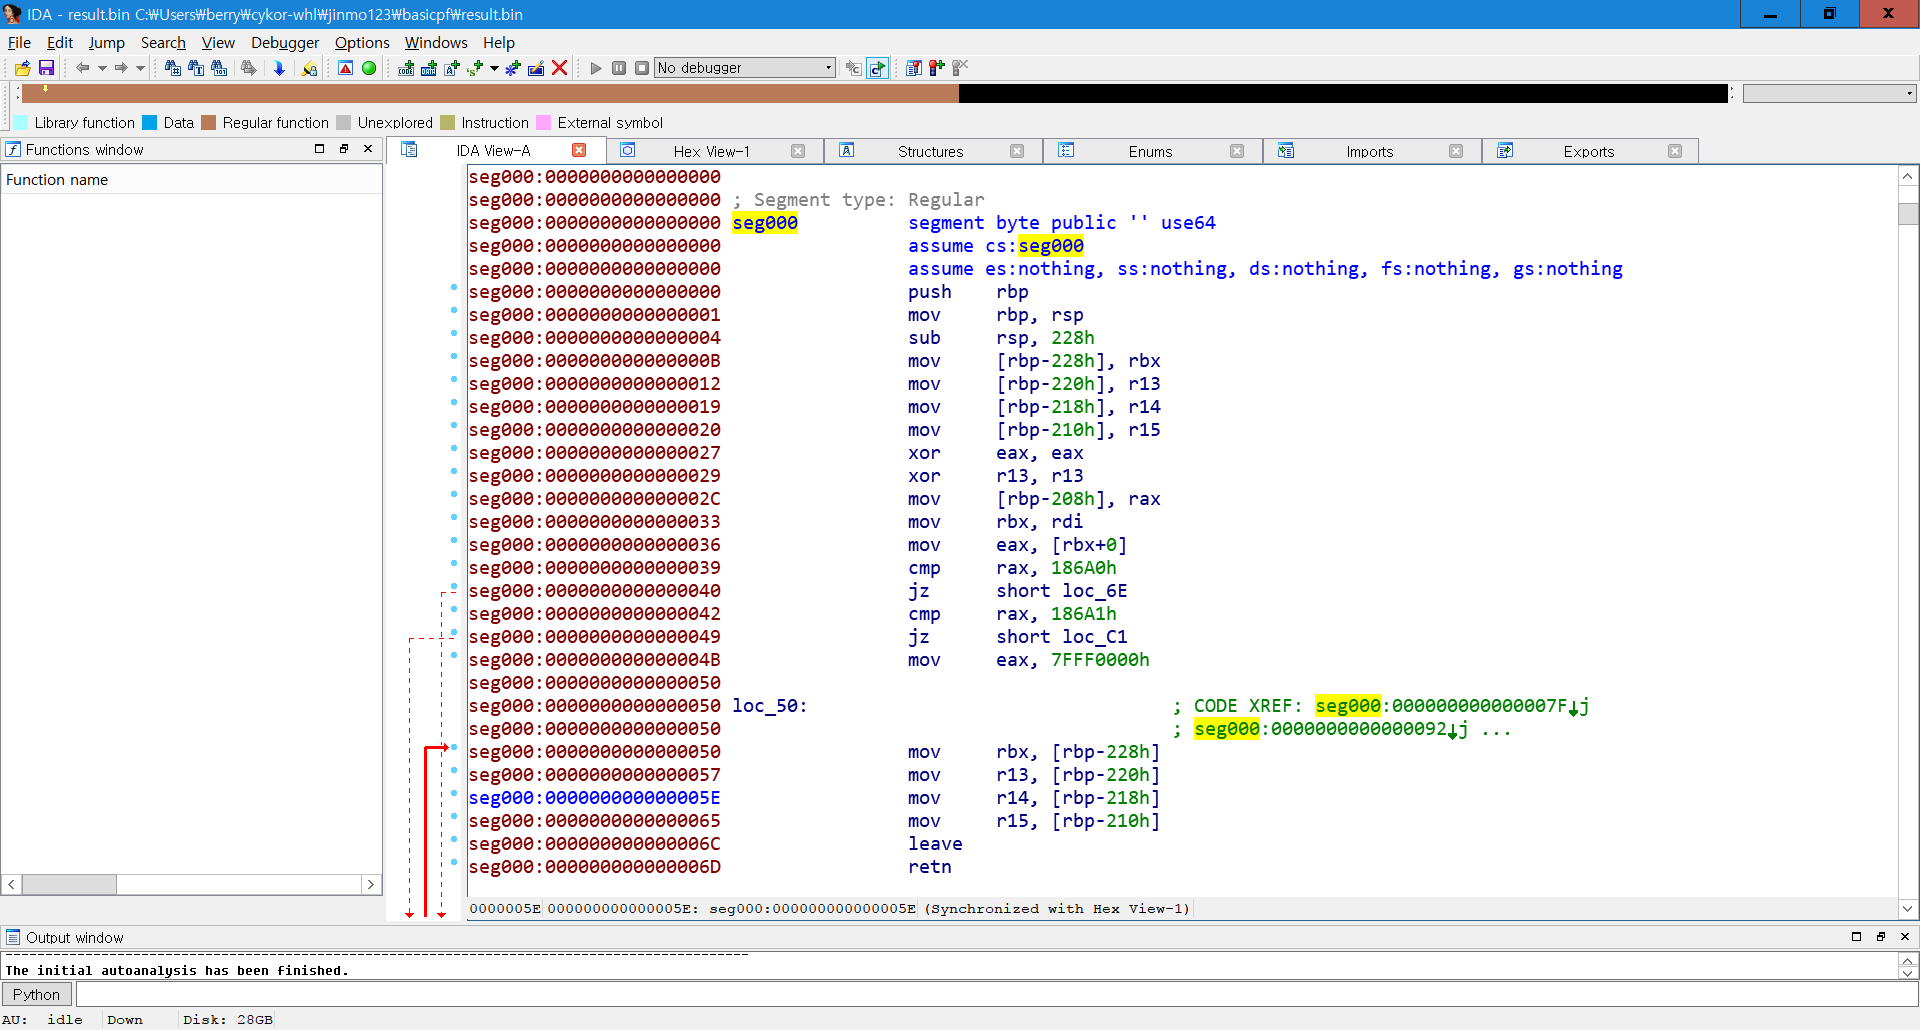 IDA - result.bin C:₩Users₩berry₩cykor-whl₩jinmo123₩basicpf₩result.bin
File Edit Jump Search View Debugger Options Windows Help
No debugger
Library function Data Regular function Unexplored Instruction External symbol
Functions window
IDA View-A Hex View-1 Structures Enums Imports Exports
Function name
seg000:0000000000000000
seg000:0000000000000000 ; Segment type: Regular
seg000:0000000000000000 seg000 segment byte public '' use64
seg000:0000000000000000 assume cs:seg000
seg000:0000000000000000 assume es:nothing, ss:nothing, ds:nothing, fs:nothing, gs:nothing
seg000:0000000000000000 push rbp
seg000:0000000000000001 mov rbp, rsp
seg000:0000000000000004 sub rsp, 228h
seg000:000000000000000B mov [rbp-228h], rbx
seg000:0000000000000012 mov [rbp-220h], r13
seg000:0000000000000019 mov [rbp-218h], r14
seg000:0000000000000020 mov [rbp-210h], r15
seg000:0000000000000027 xor eax, eax
seg000:0000000000000029 xor r13, r13
seg000:000000000000002C mov [rbp-208h], rax
seg000:0000000000000033 mov rbx, rdi
seg000:0000000000000036 mov eax, [rbx+0]
seg000:0000000000000039 cmp rax, 186A0h
seg000:0000000000000040 jz short loc_6E
seg000:0000000000000042 cmp rax, 186A1h
seg000:0000000000000049 jz short loc_C1
seg000:000000000000004B mov eax, 7FFF0000h
seg000:0000000000000050
seg000:0000000000000050 loc_50: ; CODE XREF: seg000:000000000000007F↓j
seg000:0000000000000050 ; seg000:0000000000000092↓j ...
seg000:0000000000000050 mov rbx, [rbp-228h]
seg000:0000000000000057 mov r13, [rbp-220h]
seg000:000000000000005E mov r14, [rbp-218h]
seg000:0000000000000065 mov r15, [rbp-210h]
seg000:000000000000006C leave
seg000:000000000000006D retn
0000005E 000000000000005E: seg000:000000000000005E (Synchronized with Hex View-1)
Output window
The initial autoanalysis has been finished.
Python
AU: idle Down Disk: 28GB